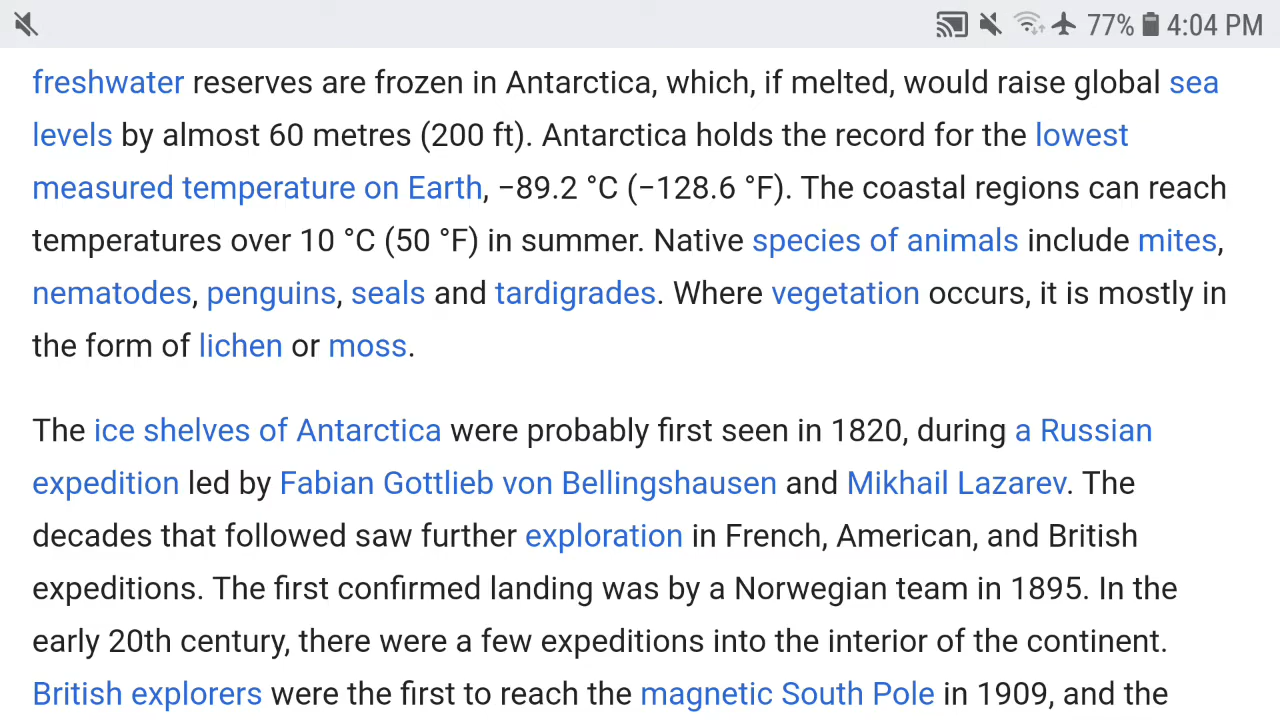 77% 4:04 PM
freshwater reserves are frozen in Antarctica, which, if melted, would raise global sea
levels by almost 60 metres (200 ft). Antarctica holds the record for the lowest
measured temperature on Earth, −89.2 °C (−128.6 °F). The coastal regions can reach
temperatures over 10 °C (50 °F) in summer. Native species of animals include mites,
nematodes, penguins, seals and tardigrades. Where vegetation occurs, it is mostly in
the form of lichen or moss.
The ice shelves of Antarctica were probably first seen in 1820, during a Russian
expedition led by Fabian Gottlieb von Bellingshausen and Mikhail Lazarev. The
decades that followed saw further exploration in French, American, and British
expeditions. The first confirmed landing was by a Norwegian team in 1895. In the
early 20th century, there were a few expeditions into the interior of the continent.
British explorers were the first to reach the magnetic South Pole in 1909, and the